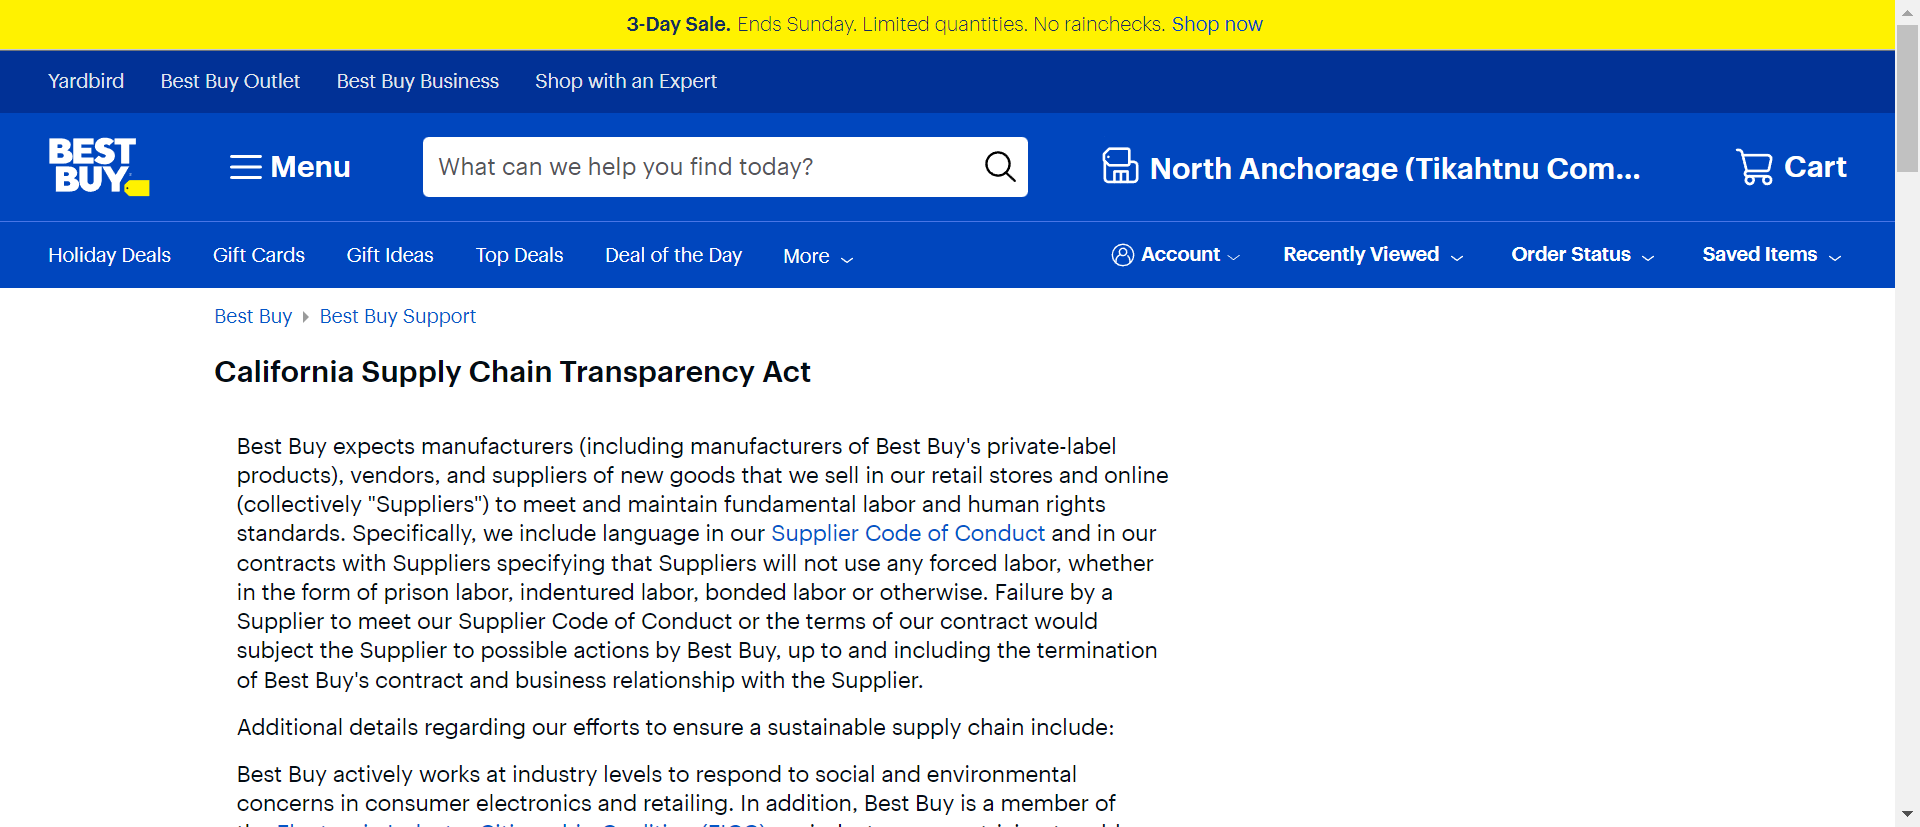 3-Day Sale. Ends Sunday. Limited quantities. No rainchecks. Shop now
Yardbird Best Buy Outlet Best Buy Business Shop with an Expert
BEST BUY
Menu
What can we help you find today?
North Anchorage (Tikahtnu Com...
Cart
Holiday Deals Gift Cards Gift Ideas Top Deals Deal of the Day More
Account Recently Viewed Order Status Saved Items
Best Buy Best Buy Support
California Supply Chain Transparency Act
Best Buy expects manufacturers (including manufacturers of Best Buy's private-label
products), vendors, and suppliers of new goods that we sell in our retail stores and online
(collectively "Suppliers") to meet and maintain fundamental labor and human rights
standards. Specifically, we include language in our Supplier Code of Conduct and in our
contracts with Suppliers specifying that Suppliers will not use any forced labor, whether
in the form of prison labor, indentured labor, bonded labor or otherwise. Failure by a
Supplier to meet our Supplier Code of Conduct or the terms of our contract would
subject the Supplier to possible actions by Best Buy, up to and including the termination
of Best Buy's contract and business relationship with the Supplier.
Additional details regarding our efforts to ensure a sustainable supply chain include:
Best Buy actively works at industry levels to respond to social and environmental
concerns in consumer electronics and retailing. In addition, Best Buy is a member of